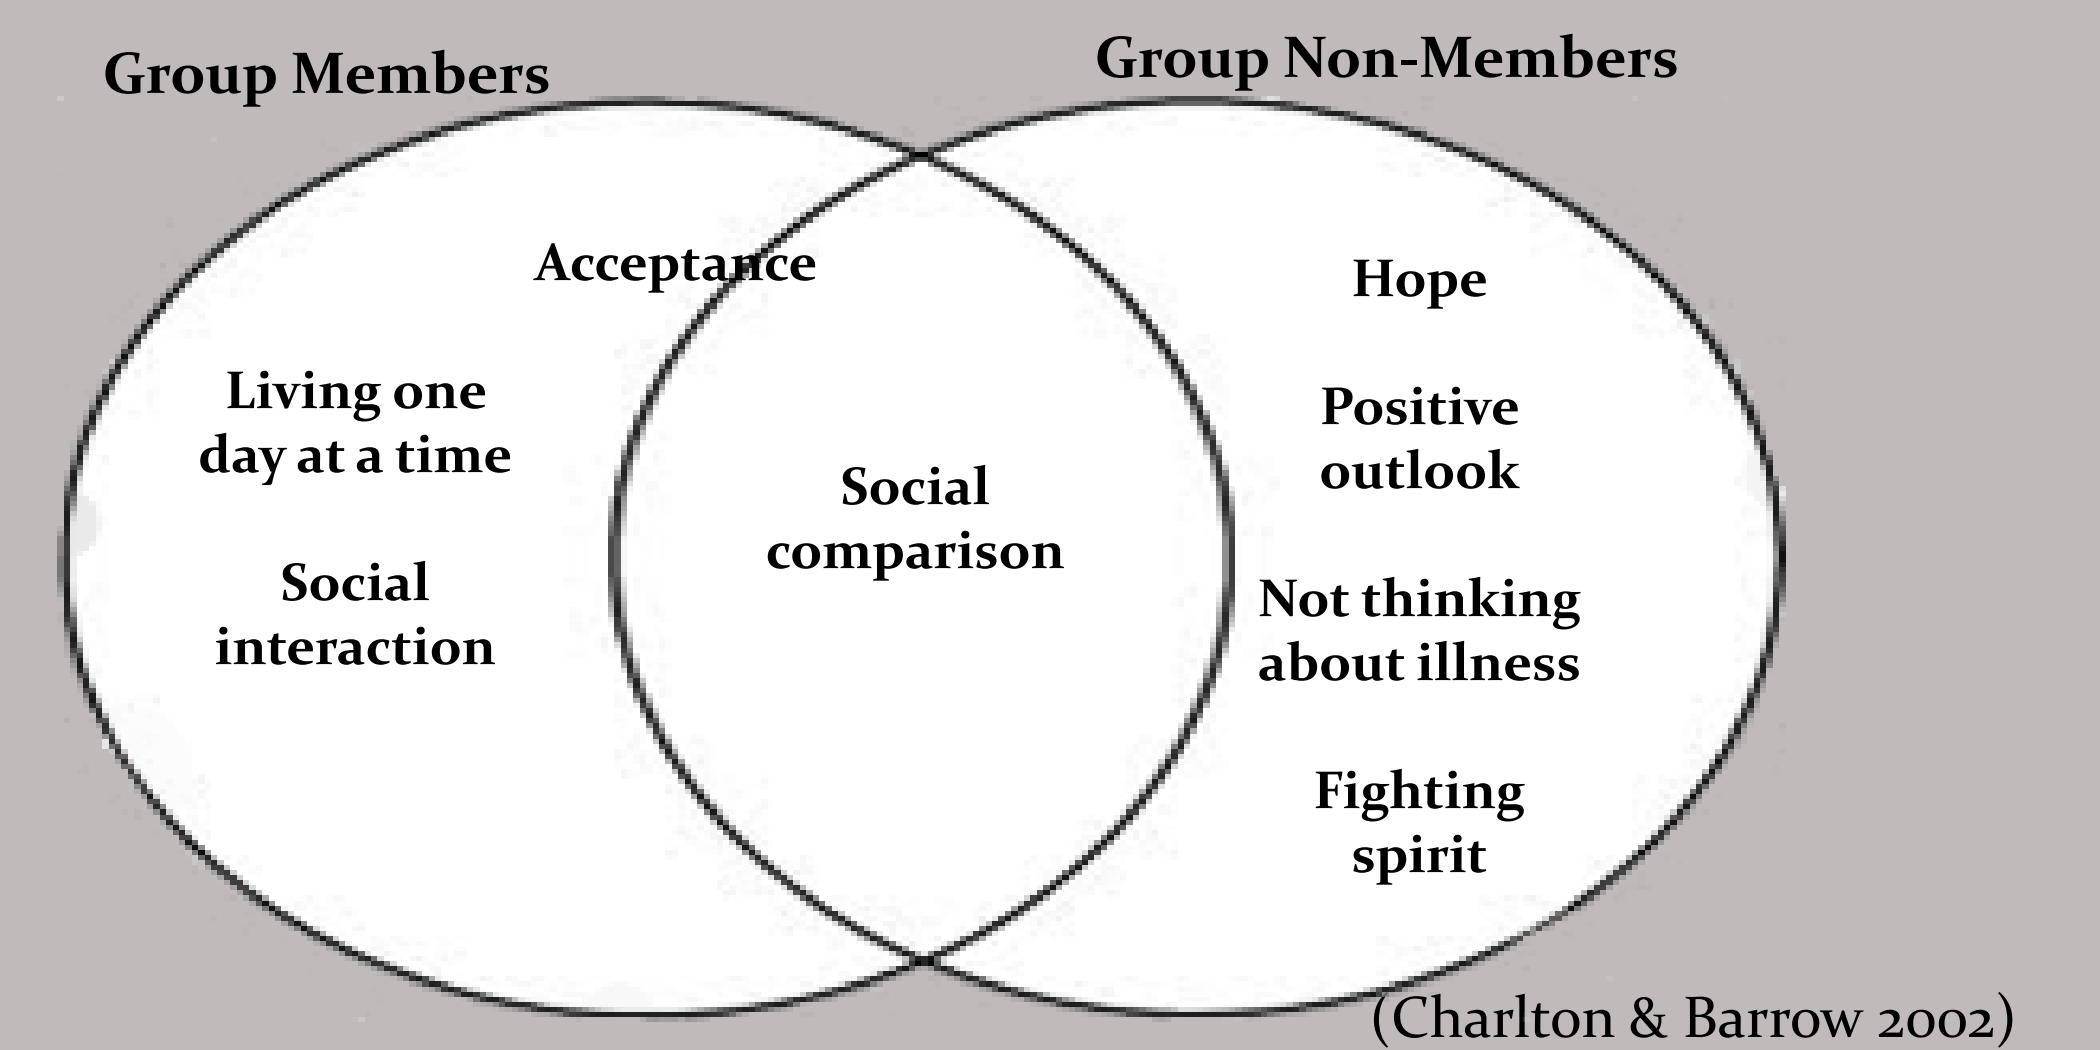 Group Members
Group Non-Members
Acceptance
Living one
day at a time
Social
interaction
Social
comparison
Hope
Positive
outlook
Not thinking
about illness
Fighting
spirit
(Charlton & Barrow 2002)